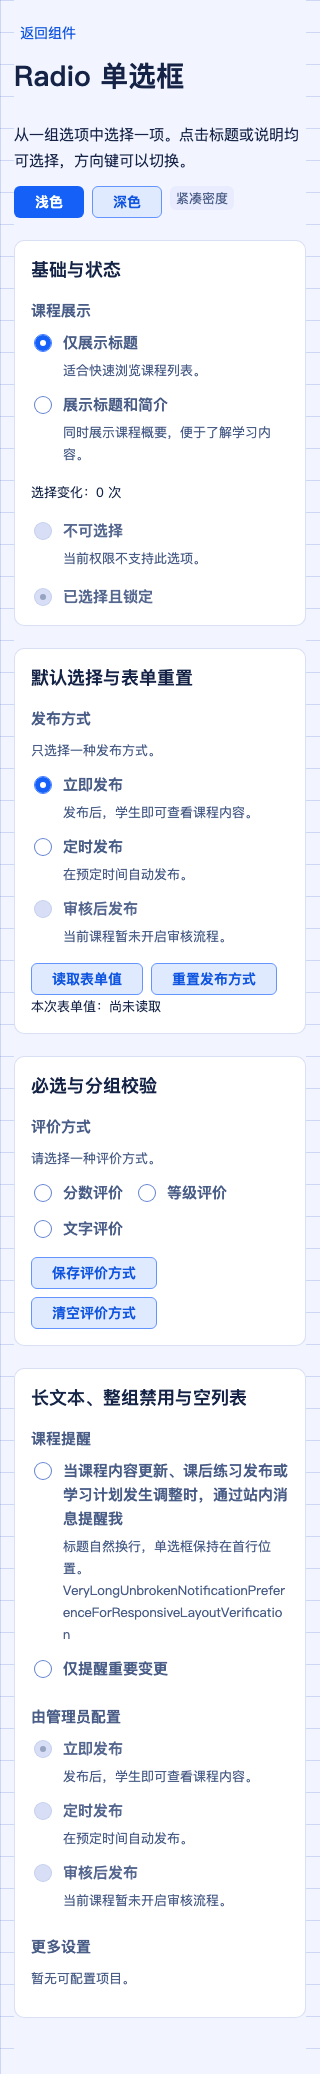 返回组件
Radio 单选框
从一组选项中选择一项。点击标题或说明均
可选择，方向键可以切换。
浅色 深色 紧凑密度
基础与状态
课程展示
仅展示标题
适合快速浏览课程列表。
展示标题和简介
同时展示课程概要，便于了解学习内
容。
选择变化：0 次
不可选择
当前权限不支持此选项。
已选择且锁定
默认选择与表单重置
发布方式
只选择一种发布方式。
立即发布
发布后，学生即可查看课程内容。
定时发布
在预定时间自动发布。
审核后发布
当前课程暂未开启审核流程。
读取表单值 重置发布方式
本次表单值：尚未读取
必选与分组校验
评价方式
请选择一种评价方式。
分数评价 等级评价
文字评价
保存评价方式
清空评价方式
长文本、整组禁用与空列表
课程提醒
当课程内容更新、课后练习发布或
学习计划发生调整时，通过站内消
息提醒我
标题自然换行，单选框保持在首行位
置。
VeryLongUnbrokenNotificationPrefer
enceForResponsiveLayoutVerificatio
n
仅提醒重要变更
由管理员配置
立即发布
发布后，学生即可查看课程内容。
定时发布
在预定时间自动发布。
审核后发布
当前课程暂未开启审核流程。
更多设置
暂无可配置项目。